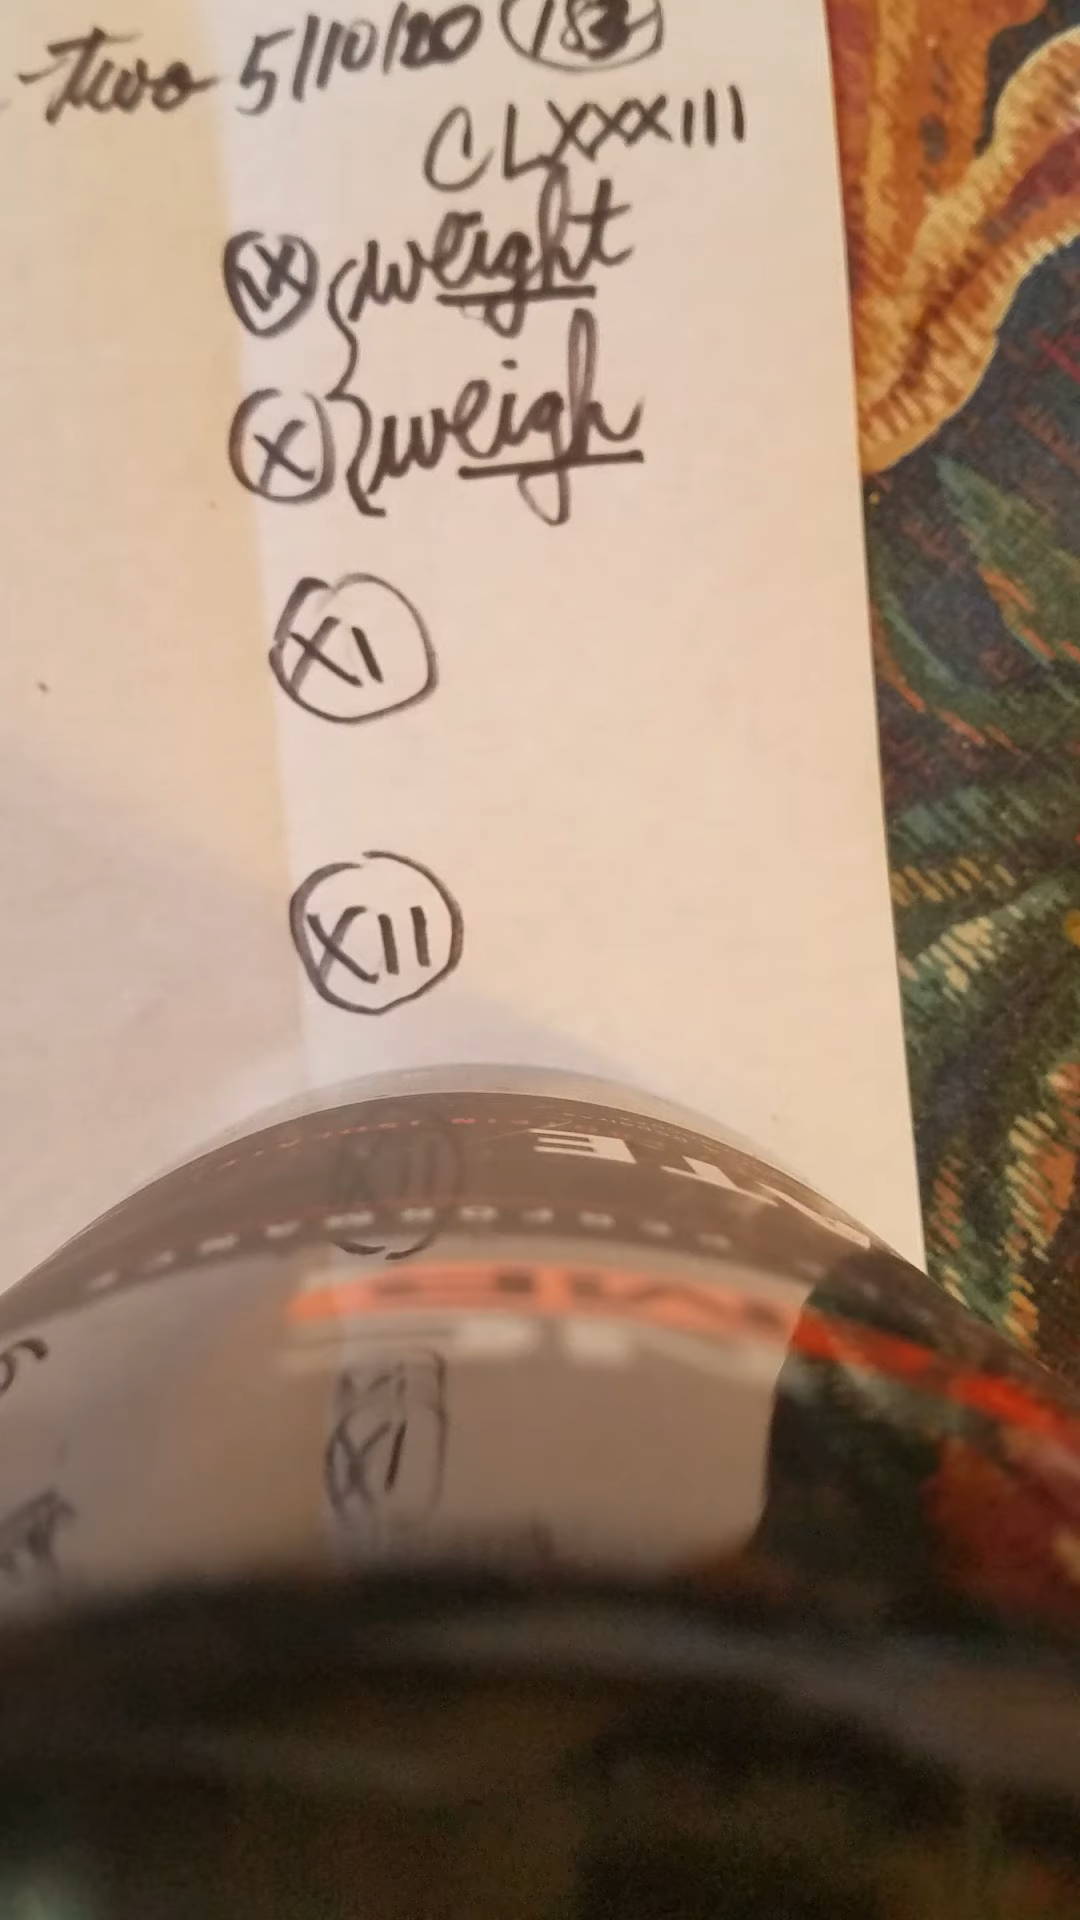 two 5/10/20 183
CLXXXIII
IX weight
X weigh
XI
XII